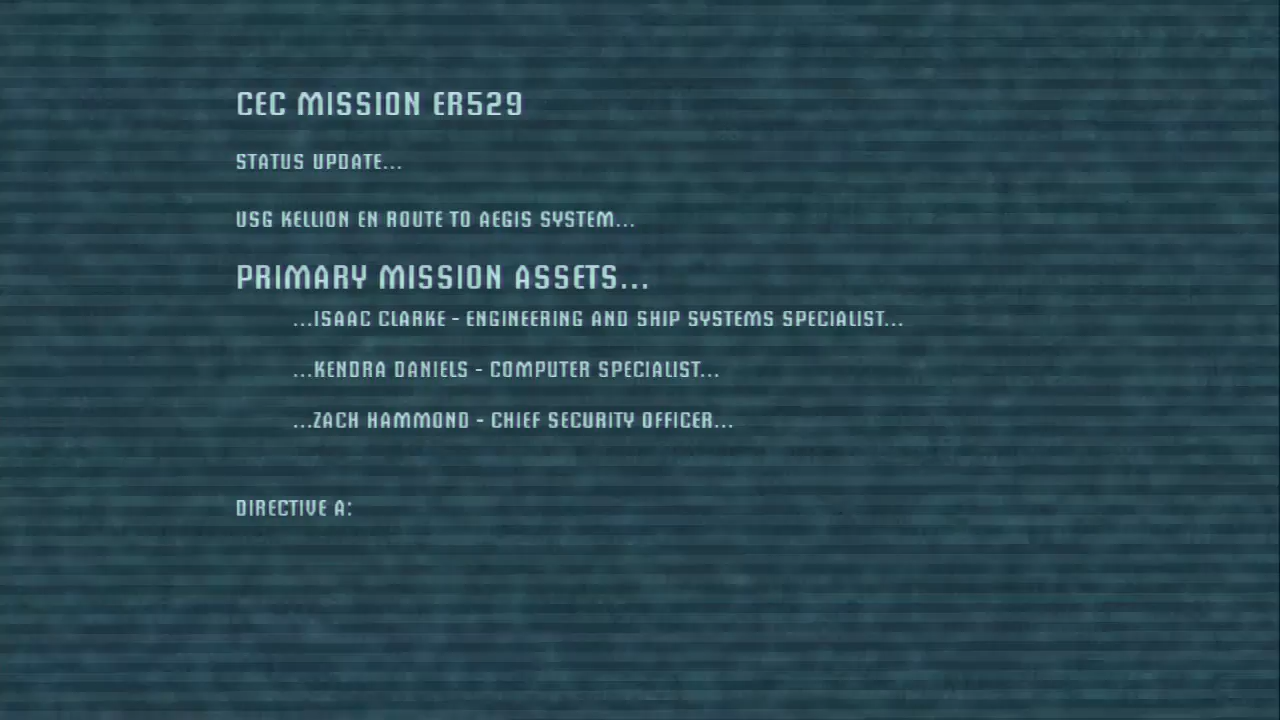 CEC MISSION ER529
STATUS UPDATE...
USG KELLION EN ROUTE TO AEGIS SYSTEM...
PRIMARY MISSION ASSETS...
...ISAAC CLARKE - ENGINEERING AND SHIP SYSTEMS SPECIALIST...
...KENDRA DANIELS - COMPUTER SPECIALIST...
...ZACH HAMMOND - CHIEF SECURITY OFFICER...
DIRECTIVE A: